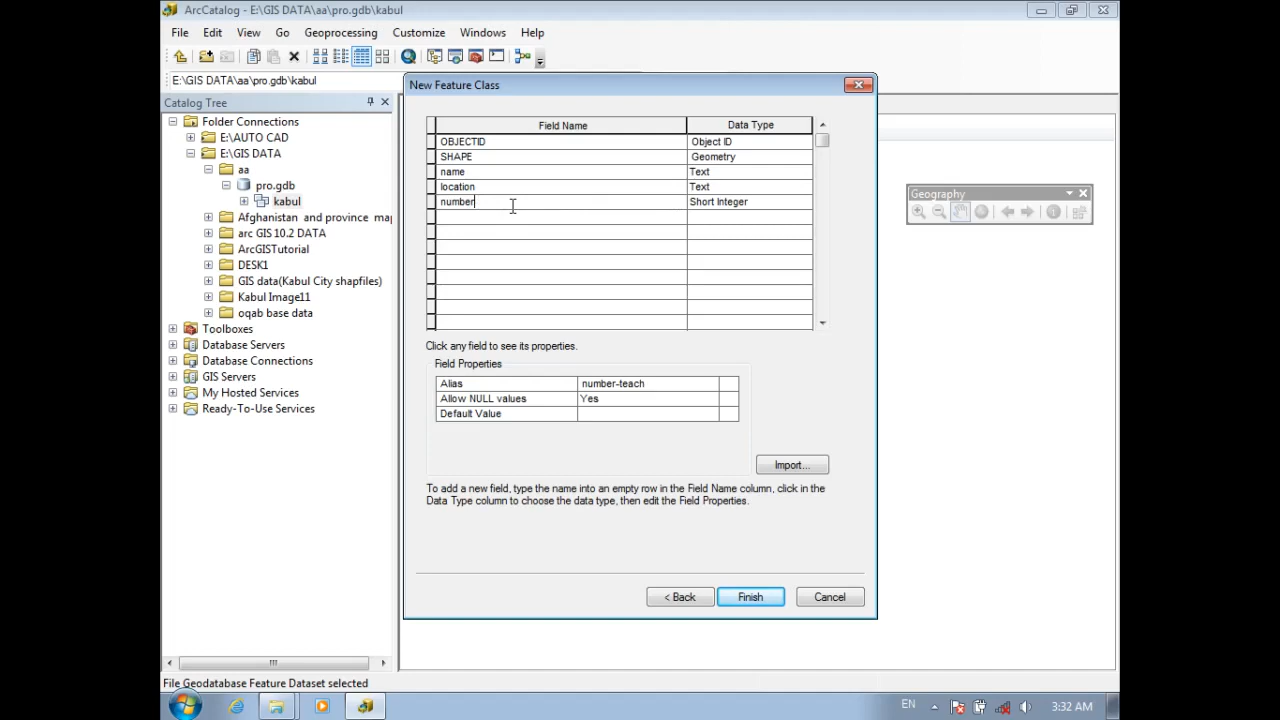 ArcCatalog - E:\GIS DATA\aa\pro.gdb\kabul
File Edit View Go Geoprocessing Customize Windows Help
E:\GIS DATA\aa\pro.gdb\kabul
Catalog Tree
Folder Connections
E:\AUTO CAD
E:\GIS DATA
aa
pro.gdb
kabul
Afghanistan and province map
arc GIS 10.2 DATA
ArcGISTutorial
DESK1
GIS data(Kabul City shapfiles)
Kabul Image11
oqab base data
Toolboxes
Database Servers
Database Connections
GIS Servers
My Hosted Services
Ready-To-Use Services
New Feature Class
Field Name Data Type
OBJECTID Object ID
SHAPE Geometry
name Text
location Text
number Short Integer
Click any field to see its properties.
Field Properties
Alias number-teach
Allow NULL values Yes
Default Value
Import...
To add a new field, type the name into an empty row in the Field Name column, click in the
Data Type column to choose the data type, then edit the Field Properties.
< Back Finish Cancel
Geography
File Geodatabase Feature Dataset selected
EN 3:32 AM